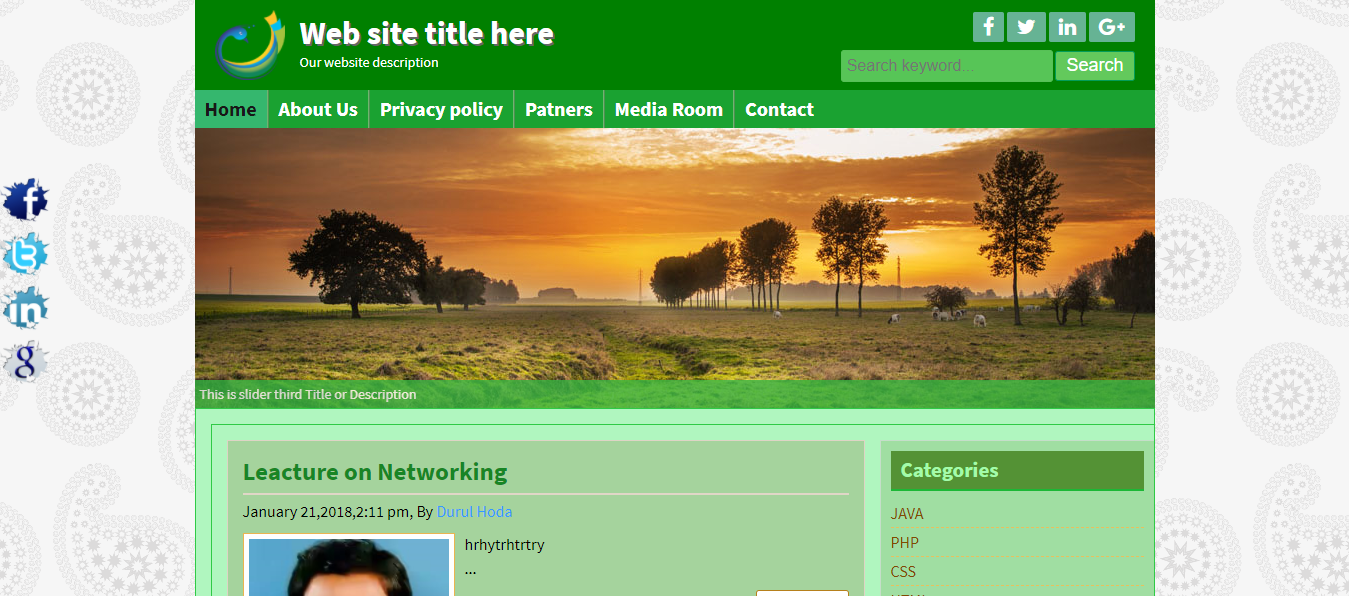 Web site title here
Our website description
Search keyword... Search
Home About Us Privacy policy Patners Media Room Contact
This is slider third Title or Description
Leacture on Networking
January 21,2018,2:11 pm, By Durul Hoda
hrhytrhtrtry
...
Categories
JAVA
PHP
CSS